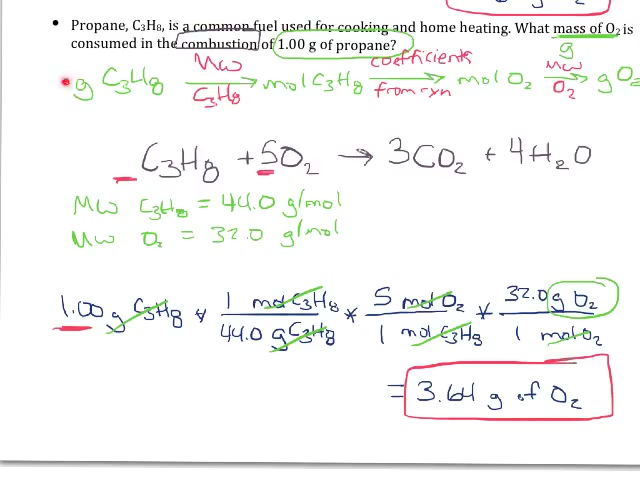 • Propane, C3H8, is a common fuel used for cooking and home heating. What mass of O2 is
consumed in the combustion of 1.00 g of propane?
g
g C3H8 MW C3H8 → mol C3H8 coefficients from rxn → mol O2 MW O2 → g O2
_ C3H8 + 5O2 → 3CO2 + 4H2O
MW C3H8 = 44.0 g/mol
MW O2 = 32.0 g/mol
1.00 g C3H8 * 1 mol C3H8 / 44.0 g C3H8 * 5 mol O2 / 1 mol C3H8 * 32.0 g O2 / 1 mol O2
= 3.64 g of O2